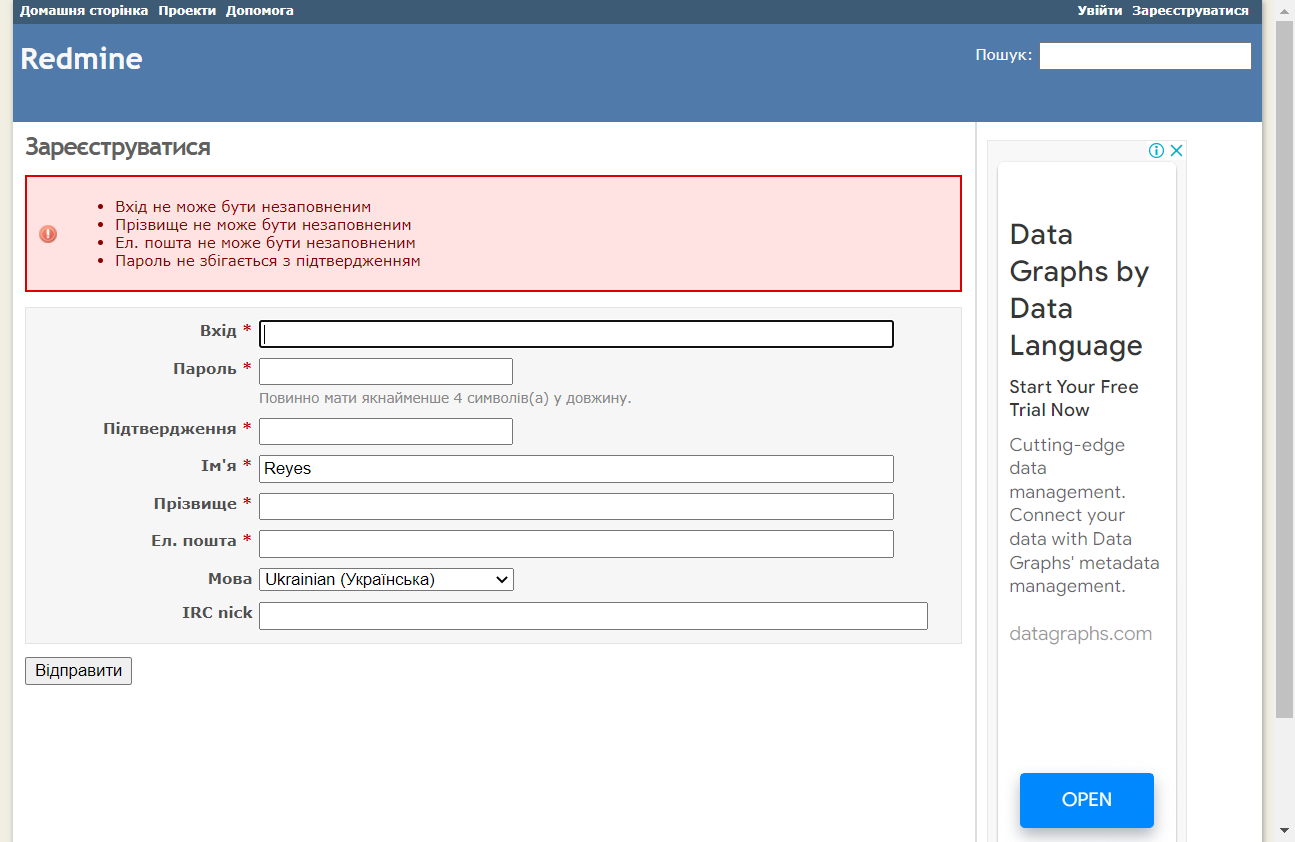 Домашня сторінка Проекти Допомога Увійти Зареєструватися
Redmine
Пошук:
Зареєструватися
Вхід не може бути незаповненим
Прізвище не може бути незаповненим
Ел. пошта не може бути незаповненим
Пароль не збігається з підтвердженням
Вхід *
Пароль *
Повинно мати якнайменше 4 символів(а) у довжину.
Підтвердження *
Ім'я * Reyes
Прізвище *
Ел. пошта *
Мова Ukrainian (Українська)
IRC nick
Відправити
Data
Graphs by
Data
Language
Start Your Free
Trial Now
Cutting-edge
data
management.
Connect your
data with Data
Graphs' metadata
management.
datagraphs.com
OPEN